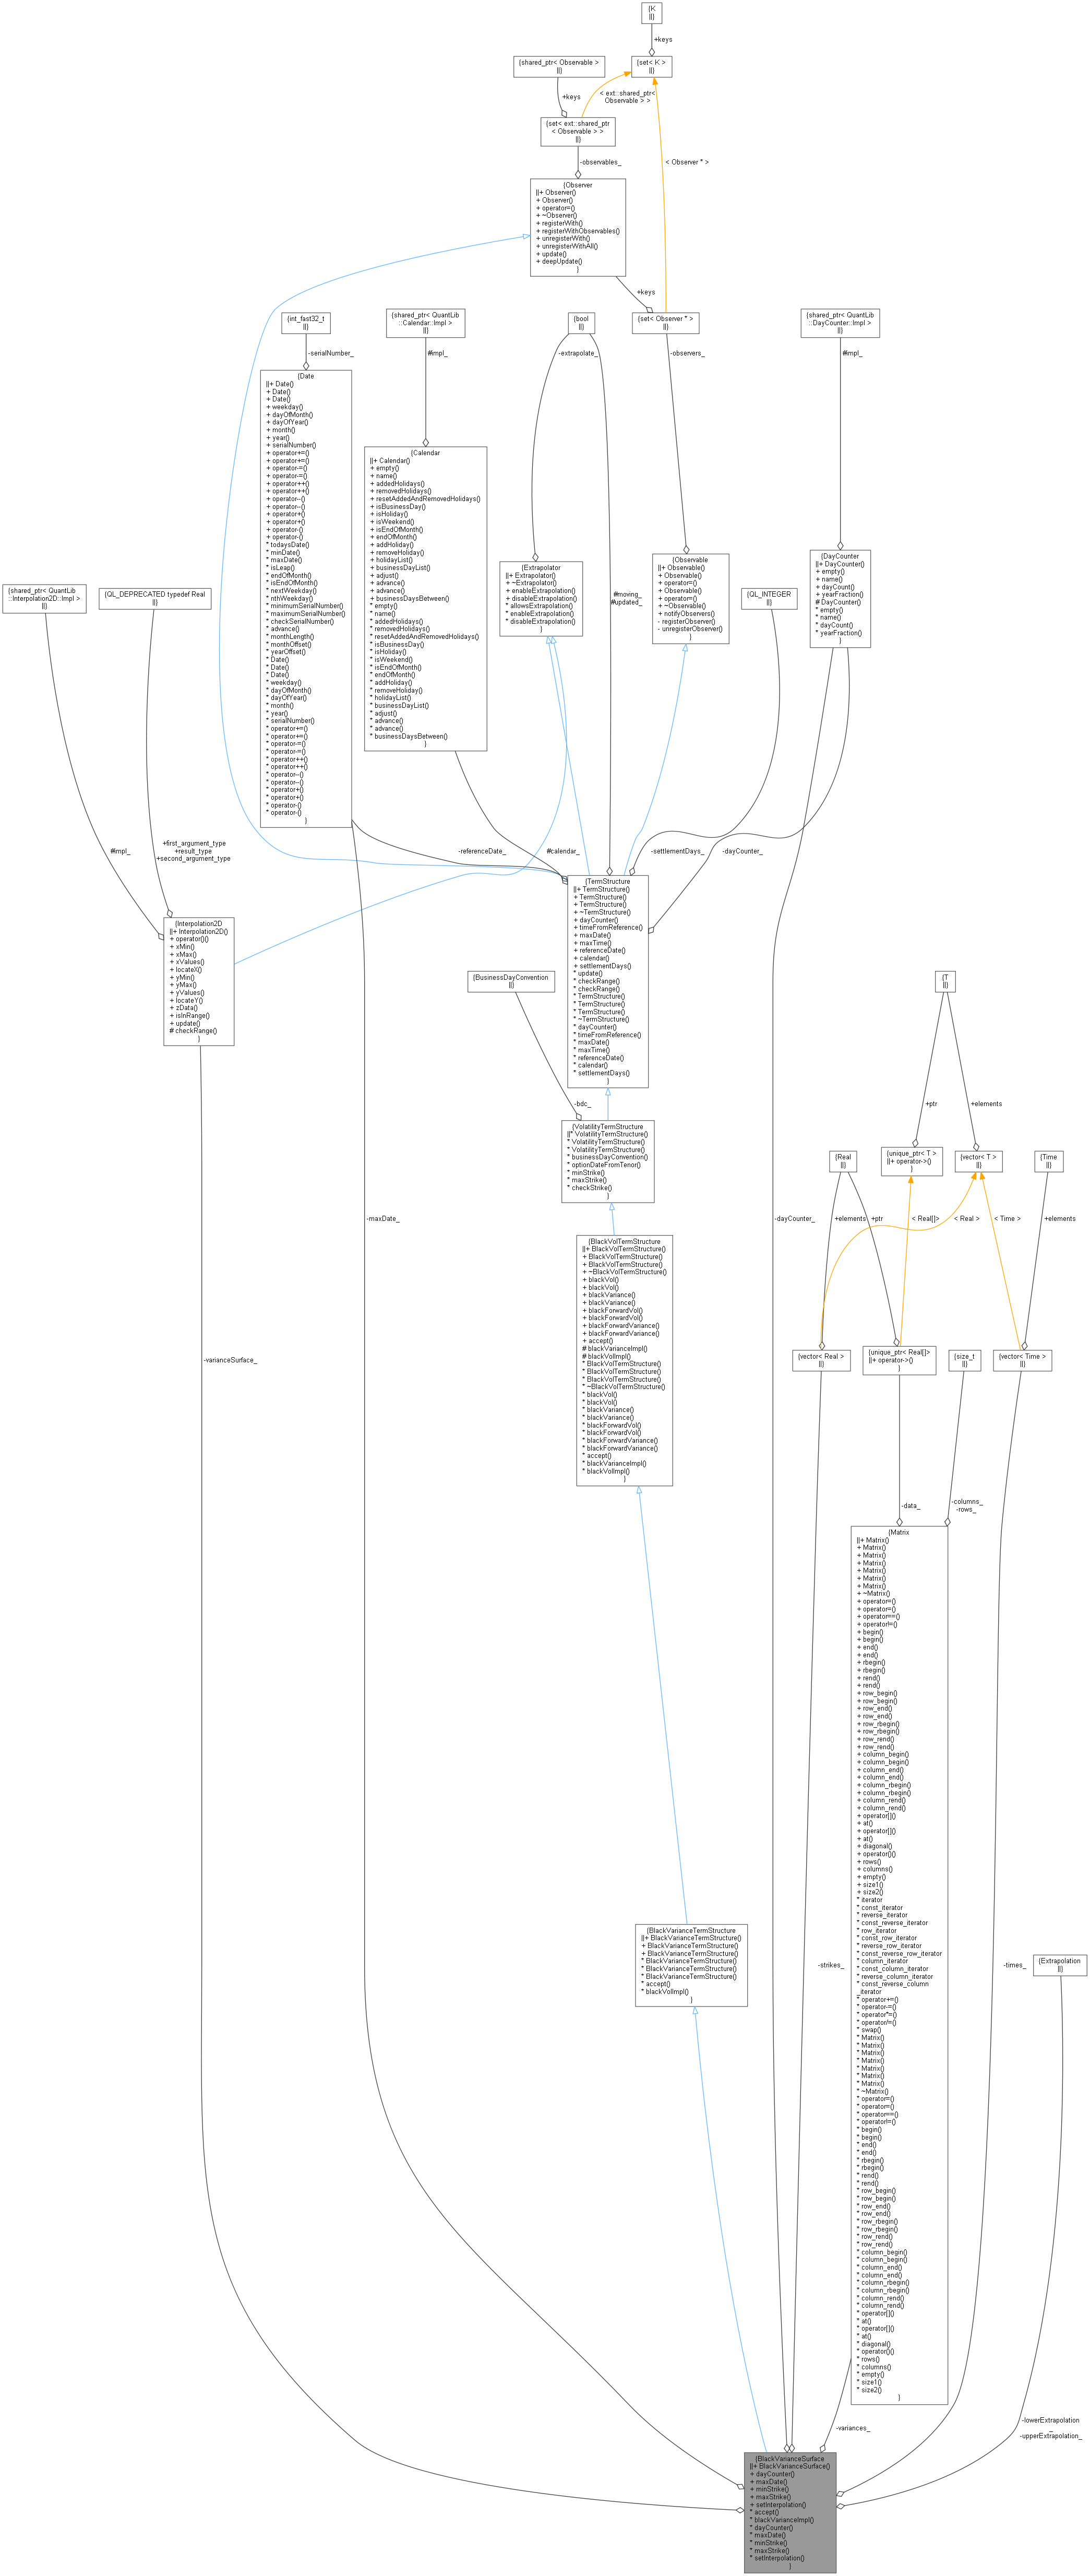 {K
||}
+keys
{shared_ptr< Observable >
||}
{set< K >
||}
+keys
< ext::shared_ptr<
Observable > >
{set< ext::shared_ptr
< Observable > >
||}
-observables_
< Observer * >
{Observer
||+ Observer()
+ Observer()
+ operator=()
+ ~Observer()
+ registerWith()
+ registerWithObservables()
+ unregisterWith()
+ unregisterWithAll()
+ update()
+ deepUpdate()
}
+keys
{int_fast32_t
||}
{shared_ptr< QuantLib
::Calendar::Impl >
||}
{bool
||}
{set< Observer * >
||}
{shared_ptr< QuantLib
::DayCounter::Impl >
||}
-serialNumber_
#impl_
-extrapolate_
-observers_
#impl_
{Date
||+ Date()
+ Date()
+ Date()
+ weekday()
+ dayOfMonth()
+ dayOfYear()
+ month()
+ year()
+ serialNumber()
+ operator+=()
+ operator+=()
+ operator-=()
+ operator-=()
+ operator++()
+ operator++()
+ operator--()
+ operator--()
+ operator+()
+ operator+()
+ operator-()
+ operator-()
* todaysDate()
* minDate()
* maxDate()
* isLeap()
* endOfMonth()
* isEndOfMonth()
* nextWeekday()
* nthWeekday()
* minimumSerialNumber()
* maximumSerialNumber()
* checkSerialNumber()
* advance()
* monthLength()
* monthOffset()
* yearOffset()
* Date()
* Date()
* Date()
* weekday()
* dayOfMonth()
* dayOfYear()
* month()
* year()
* serialNumber()
* operator+=()
* operator+=()
* operator-=()
* operator-=()
* operator++()
* operator++()
* operator--()
* operator--()
* operator+()
* operator+()
* operator-()
* operator-()
}
{Calendar
||+ Calendar()
+ empty()
+ name()
+ addedHolidays()
+ removedHolidays()
+ resetAddedAndRemovedHolidays()
+ isBusinessDay()
+ isHoliday()
+ isWeekend()
+ isEndOfMonth()
+ endOfMonth()
+ addHoliday()
+ removeHoliday()
+ holidayList()
+ businessDayList()
+ adjust()
+ advance()
+ advance()
+ businessDaysBetween()
* empty()
* name()
* addedHolidays()
* removedHolidays()
* resetAddedAndRemovedHolidays()
* isBusinessDay()
* isHoliday()
* isWeekend()
* isEndOfMonth()
* endOfMonth()
* addHoliday()
* removeHoliday()
* holidayList()
* businessDayList()
* adjust()
* advance()
* advance()
* businessDaysBetween()
}
{Extrapolator
||+ Extrapolator()
+ ~Extrapolator()
+ enableExtrapolation()
+ disableExtrapolation()
* allowsExtrapolation()
* enableExtrapolation()
* disableExtrapolation()
}
#moving_
#updated_
{Observable
||+ Observable()
+ Observable()
+ operator=()
+ Observable()
+ operator=()
+ ~Observable()
+ notifyObservers()
- registerObserver()
- unregisterObserver()
}
{QL_INTEGER
||}
{DayCounter
||+ DayCounter()
+ empty()
+ name()
+ dayCount()
+ yearFraction()
# DayCounter()
* empty()
* name()
* dayCount()
* yearFraction()
}
{shared_ptr< QuantLib
::Interpolation2D::Impl >
||}
{QL_DEPRECATED typedef Real
||}
#impl_
+first_argument_type
+result_type
+second_argument_type
-referenceDate_
#calendar_
-settlementDays_
-dayCounter_
{Interpolation2D
||+ Interpolation2D()
+ operator()()
+ xMin()
+ xMax()
+ xValues()
+ locateX()
+ yMin()
+ yMax()
+ yValues()
+ locateY()
+ zData()
+ isInRange()
+ update()
# checkRange()
}
{TermStructure
||+ TermStructure()
+ TermStructure()
+ TermStructure()
+ ~TermStructure()
+ dayCounter()
+ timeFromReference()
+ maxDate()
+ maxTime()
+ referenceDate()
+ calendar()
+ settlementDays()
* update()
* checkRange()
* checkRange()
* TermStructure()
* TermStructure()
* TermStructure()
* ~TermStructure()
* dayCounter()
* timeFromReference()
* maxDate()
* maxTime()
* referenceDate()
* calendar()
* settlementDays()
}
{BusinessDayConvention
||}
-bdc_
{T
||}
+ptr
+elements
{VolatilityTermStructure
||* VolatilityTermStructure()
* VolatilityTermStructure()
* VolatilityTermStructure()
* businessDayConvention()
* optionDateFromTenor()
* minStrike()
* maxStrike()
* checkStrike()
}
{Real
||}
{unique_ptr< T >
||+ operator->()
}
{vector< T >
||}
{Time
||}
-maxDate_
-dayCounter_
+elements
+ptr
< Real[]>
< Real >
< Time >
+elements
{BlackVolTermStructure
||+ BlackVolTermStructure()
+ BlackVolTermStructure()
+ BlackVolTermStructure()
+ ~BlackVolTermStructure()
+ blackVol()
+ blackVol()
+ blackVariance()
+ blackVariance()
+ blackForwardVol()
+ blackForwardVol()
+ blackForwardVariance()
+ blackForwardVariance()
+ accept()
# blackVarianceImpl()
# blackVolImpl()
* BlackVolTermStructure()
* BlackVolTermStructure()
* BlackVolTermStructure()
* ~BlackVolTermStructure()
* blackVol()
* blackVol()
* blackVariance()
* blackVariance()
* blackForwardVol()
* blackForwardVol()
* blackForwardVariance()
* blackForwardVariance()
* accept()
* blackVarianceImpl()
* blackVolImpl()
}
-varianceSurface_
{vector< Real >
||}
{unique_ptr< Real[]>
||+ operator->()
}
{size_t
||}
{vector< Time >
||}
-data_
-columns_
-rows_
{Matrix
||+ Matrix()
+ Matrix()
+ Matrix()
+ Matrix()
+ Matrix()
+ Matrix()
+ Matrix()
+ ~Matrix()
+ operator=()
+ operator=()
+ operator==()
+ operator!=()
+ begin()
+ begin()
+ end()
+ end()
+ rbegin()
+ rbegin()
+ rend()
+ rend()
+ row_begin()
+ row_begin()
+ row_end()
+ row_end()
+ row_rbegin()
+ row_rbegin()
+ row_rend()
+ row_rend()
+ column_begin()
+ column_begin()
+ column_end()
+ column_end()
+ column_rbegin()
+ column_rbegin()
+ column_rend()
+ column_rend()
+ operator[]()
+ at()
+ operator[]()
+ at()
+ diagonal()
+ operator()()
+ rows()
+ columns()
+ empty()
+ size1()
+ size2()
* iterator
* const_iterator
* reverse_iterator
* const_reverse_iterator
* row_iterator
* const_row_iterator
* reverse_row_iterator
* const_reverse_row_iterator
* column_iterator
* const_column_iterator
* reverse_column_iterator
* const_reverse_column
_iterator
* operator+=()
* operator-=()
* operator*=()
* operator/=()
* swap()
* Matrix()
* Matrix()
* Matrix()
* Matrix()
* Matrix()
* Matrix()
* Matrix()
* ~Matrix()
* operator=()
* operator=()
* operator==()
* operator!=()
* begin()
* begin()
* end()
* end()
* rbegin()
* rbegin()
* rend()
* rend()
* row_begin()
* row_begin()
* row_end()
* row_end()
* row_rbegin()
* row_rbegin()
* row_rend()
* row_rend()
* column_begin()
* column_begin()
* column_end()
* column_end()
* column_rbegin()
* column_rbegin()
* column_rend()
* column_rend()
* operator[]()
* at()
* operator[]()
* at()
* diagonal()
* operator()()
* rows()
* columns()
* empty()
* size1()
* size2()
}
{BlackVarianceTermStructure
||+ BlackVarianceTermStructure()
+ BlackVarianceTermStructure()
+ BlackVarianceTermStructure()
* BlackVarianceTermStructure()
* BlackVarianceTermStructure()
* BlackVarianceTermStructure()
* accept()
* blackVolImpl()
}
-strikes_
-times_
{Extrapolation
||}
-variances_
-lowerExtrapolation
_
-upperExtrapolation_
{BlackVarianceSurface
||+ BlackVarianceSurface()
+ dayCounter()
+ maxDate()
+ minStrike()
+ maxStrike()
+ setInterpolation()
* accept()
* blackVarianceImpl()
* dayCounter()
* maxDate()
* minStrike()
* maxStrike()
* setInterpolation()
}